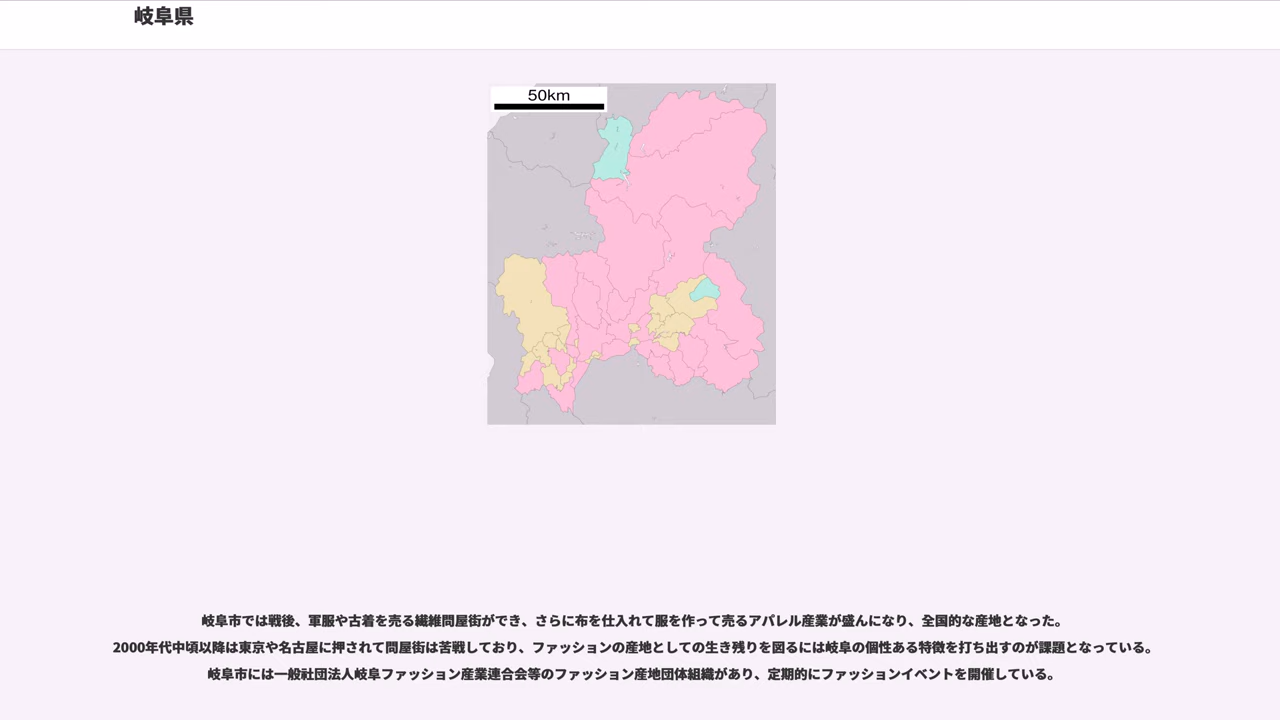 岐阜県
50km
岐阜市では戦後、軍服や古着を売る繊維問屋街ができ、さらに布を仕入れて服を作って売るアパレル産業が盛んになり、全国的な産地となった。
2000年代中頃以降は東京や名古屋に押されて問屋街は苦戦しており、ファッションの産地としての生き残りを図るには岐阜の個性ある特徴を打ち出すのが課題となっている。
岐阜市には一般社団法人岐阜ファッション産業連合会等のファッション産地団体組織があり、定期的にファッションイベントを開催している。